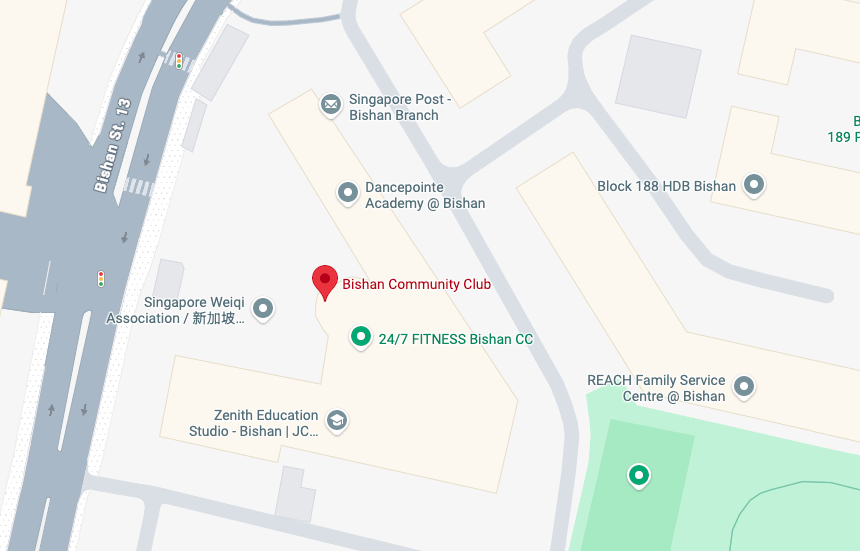 Bishan St. 13
Singapore Post -
Bishan Branch
B
189 F
Dancepointe
Academy @ Bishan
Block 188 HDB Bishan
Bishan Community Club
Singapore Weiqi
Association / 新加坡...
24/7 FITNESS Bishan CC
REACH Family Service
Centre @ Bishan
Zenith Education
Studio - Bishan | JC...